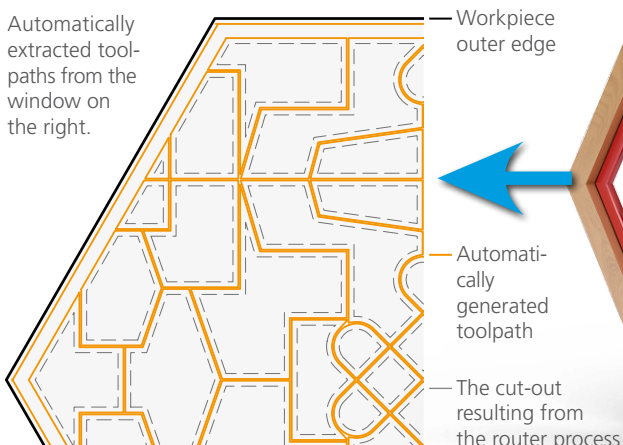 Automatically
extracted tool-
paths from the
window on
the right.
Workpiece
outer edge
Automati-
cally
generated
toolpath
The cut-out
resulting from
the router process